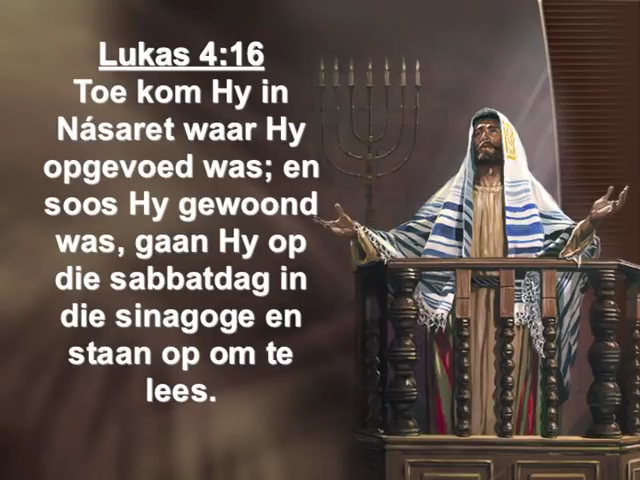 Lukas 4:16
Toe kom Hy in
Násaret waar Hy
opgevoed was; en
soos Hy gewoond
was, gaan Hy op
die sabbatdag in
die sinagoge en
staan op om te
lees.